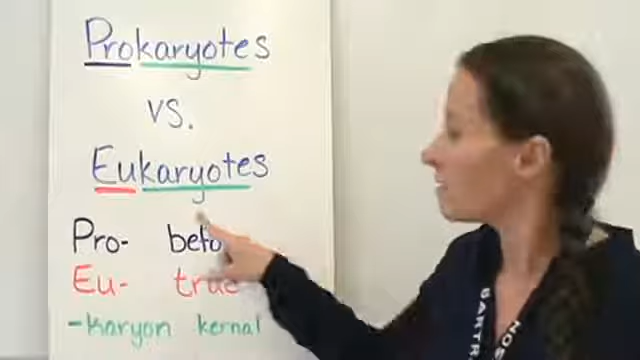 Prokaryotes
VS.
Eukaryotes
Pro-
Eu- true
-Karyon kernal